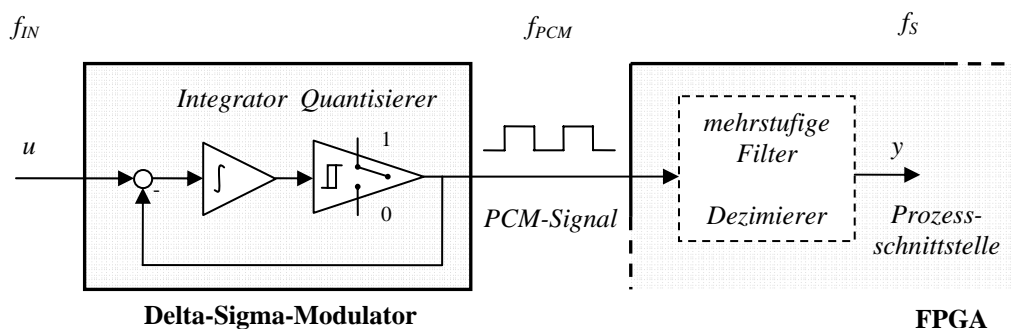 f_IN
f_PCM
f_S
Integrator Quantisierer
1
0
u
-
∫
PCM-Signal
mehrstufige
Filter
Dezimierer
y
Prozess-
schnittstelle
Delta-Sigma-Modulator
FPGA